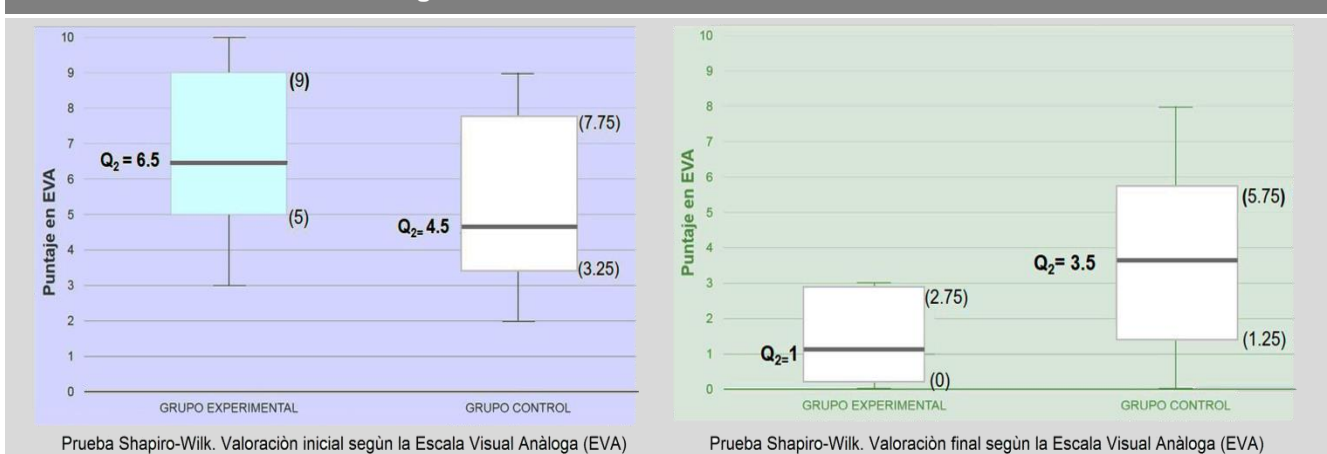 10
9
8
7
6
5
4
3
2
1
0
Puntaje en EVA
(9)
Q2 = 6.5
(5)
(7.75)
Q2= 4.5
(3.25)
GRUPO EXPERIMENTAL
GRUPO CONTROL
Prueba Shapiro-Wilk. Valoraciòn inicial segùn la Escala Visual Anàloga (EVA)
10
9
8
7
6
5
4
3
2
1
0
Puntaje en EVA
(2.75)
Q2=1
(0)
(5.75)
Q2= 3.5
(1.25)
GRUPO EXPERIMENTAL
GRUPO CONTROL
Prueba Shapiro-Wilk. Valoraciòn final segùn la Escala Visual Anàloga (EVA)